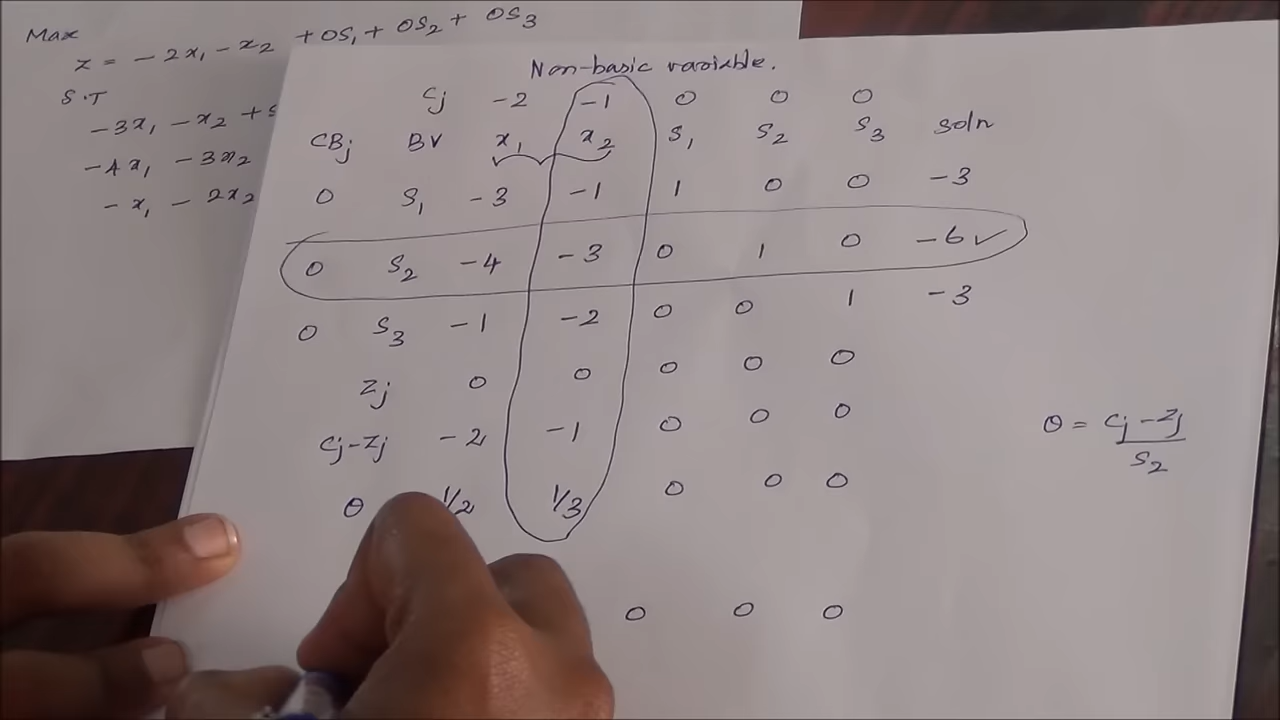 Max
z = - 2x₁ - x₂ + 0S₁ + 0S₂ + 0S₃
S.T
-3x₁ - x₂ + S
-4x₁ - 3x₂
-x₁ - 2x₂
Non-basic variable.
Cj -2 -1 0 0 0
CBj BV x₁ x₂ S₁ S₂ S₃ soln
0 S₁ -3 -1 1 0 0 -3
0 S₂ -4 -3 0 1 0 -6 ✓
0 S₃ -1 -2 0 0 1 -3
Zj 0 0 0 0 0
Cj-Zj -2 -1 0 0 0
θ 1/2 1/3 0 0 0
0 0 0
θ = Cj-Zj
S₂